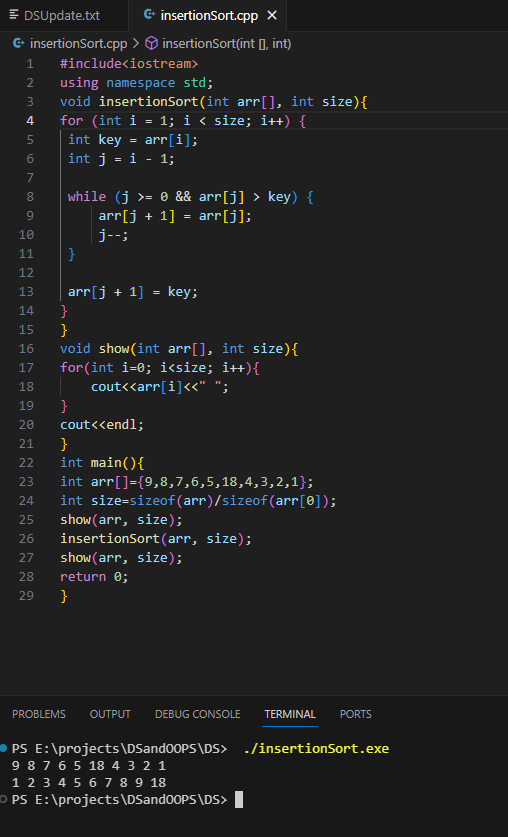 DSUpdate.txt insertionSort.cpp
insertionSort.cpp > insertionSort(int [], int)
1 #include<iostream>
2 using namespace std;
3 void insertionSort(int arr[], int size){
4 for (int i = 1; i < size; i++) {
5 int key = arr[i];
6 int j = i - 1;
7
8 while (j >= 0 && arr[j] > key) {
9 arr[j + 1] = arr[j];
10 j--;
11 }
12
13 arr[j + 1] = key;
14 }
15 }
16 void show(int arr[], int size){
17 for(int i=0; i<size; i++){
18 cout<<arr[i]<<" ";
19 }
20 cout<<endl;
21 }
22 int main(){
23 int arr[]={9,8,7,6,5,18,4,3,2,1};
24 int size=sizeof(arr)/sizeof(arr[0]);
25 show(arr, size);
26 insertionSort(arr, size);
27 show(arr, size);
28 return 0;
29 }
PROBLEMS OUTPUT DEBUG CONSOLE TERMINAL PORTS
PS E:\projects\DSandOOPS\DS> ./insertionSort.exe
9 8 7 6 5 18 4 3 2 1
1 2 3 4 5 6 7 8 9 18
PS E:\projects\DSandOOPS\DS>